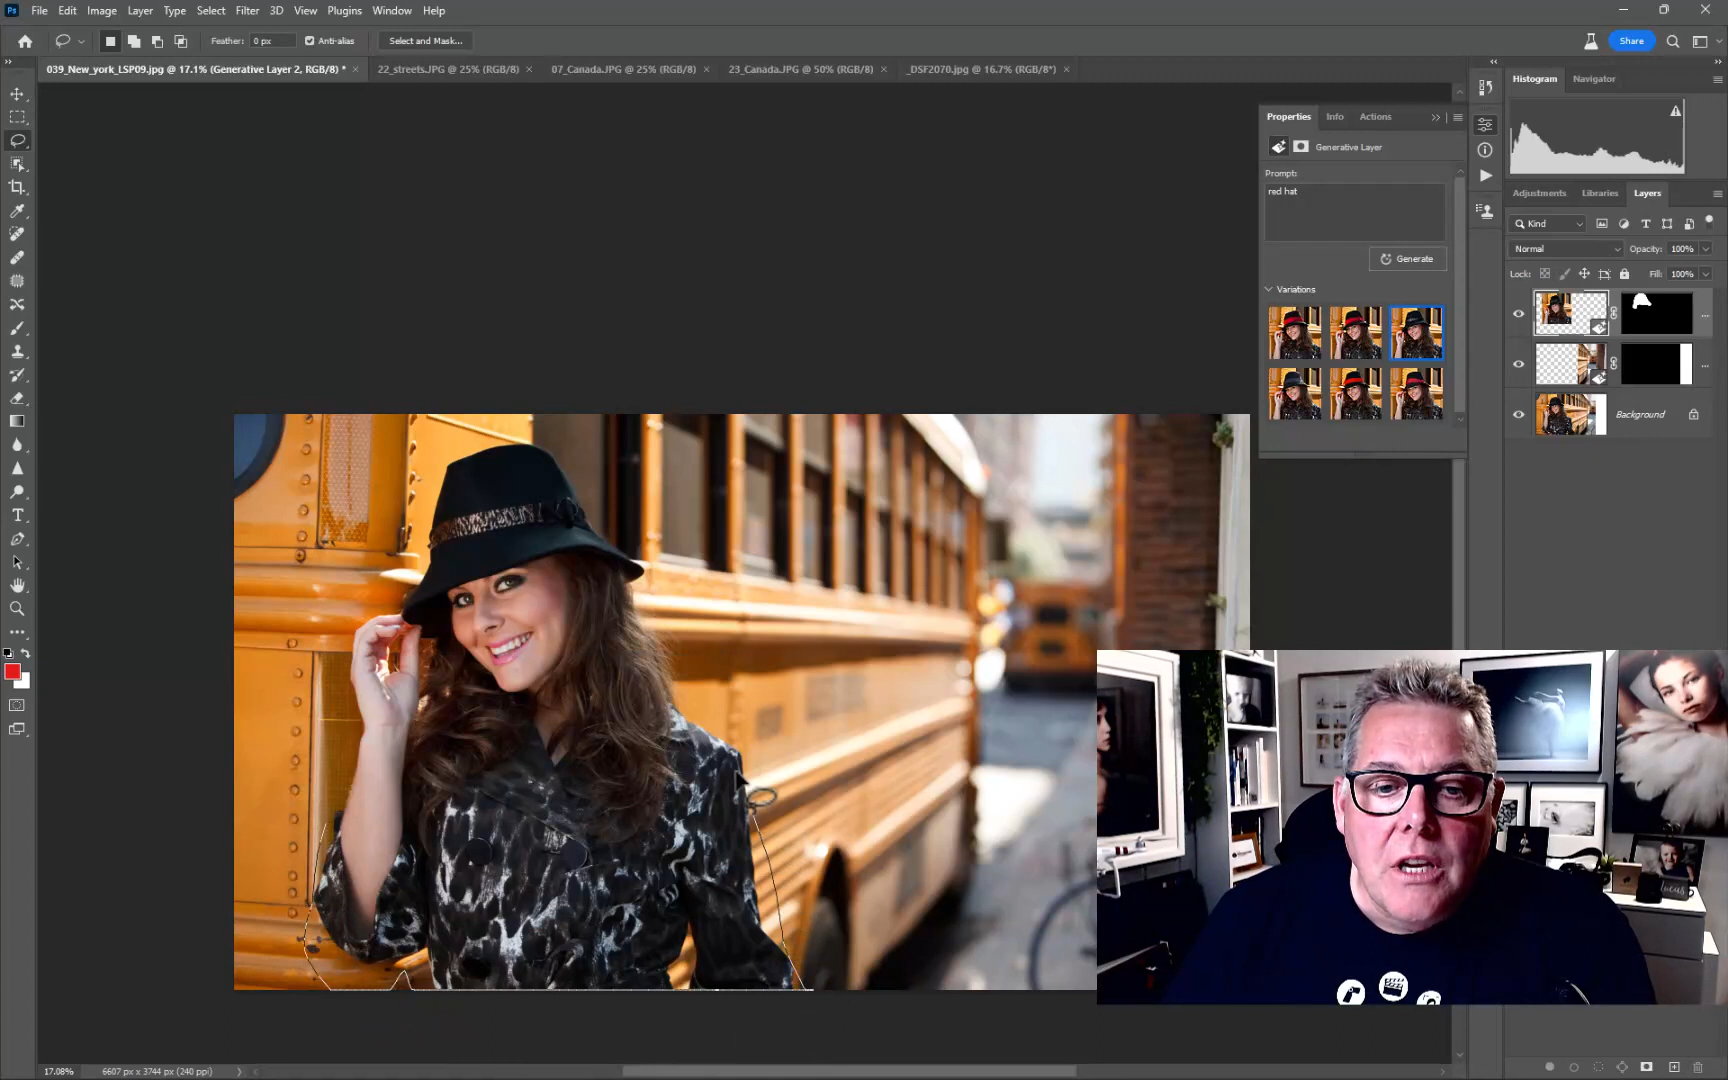 Ps File Edit Image Layer Type Select Filter 3D View Plugins Window Help
Feather: 0 px Anti-alias Select and Mask... Share
039_New_york_LSP09.jpg @ 17.1% (Generative Layer 2, RGB/8) * 22_streets.JPG @ 25% (RGB/8) 07_Canada.JPG @ 25% (RGB/8) 23_Canada.JPG @ 50% (RGB/8) _DSF2070.jpg @ 16.7% (RGB/8*)
Histogram Navigator
Properties Info Actions
Generative Layer
Prompt:
red hat
Generate
Variations
Adjustments Libraries Layers
Kind
Normal Opacity: 100%
Lock: Fill: 100%
Background
17.08% 6607 px x 3744 px (240 ppi)